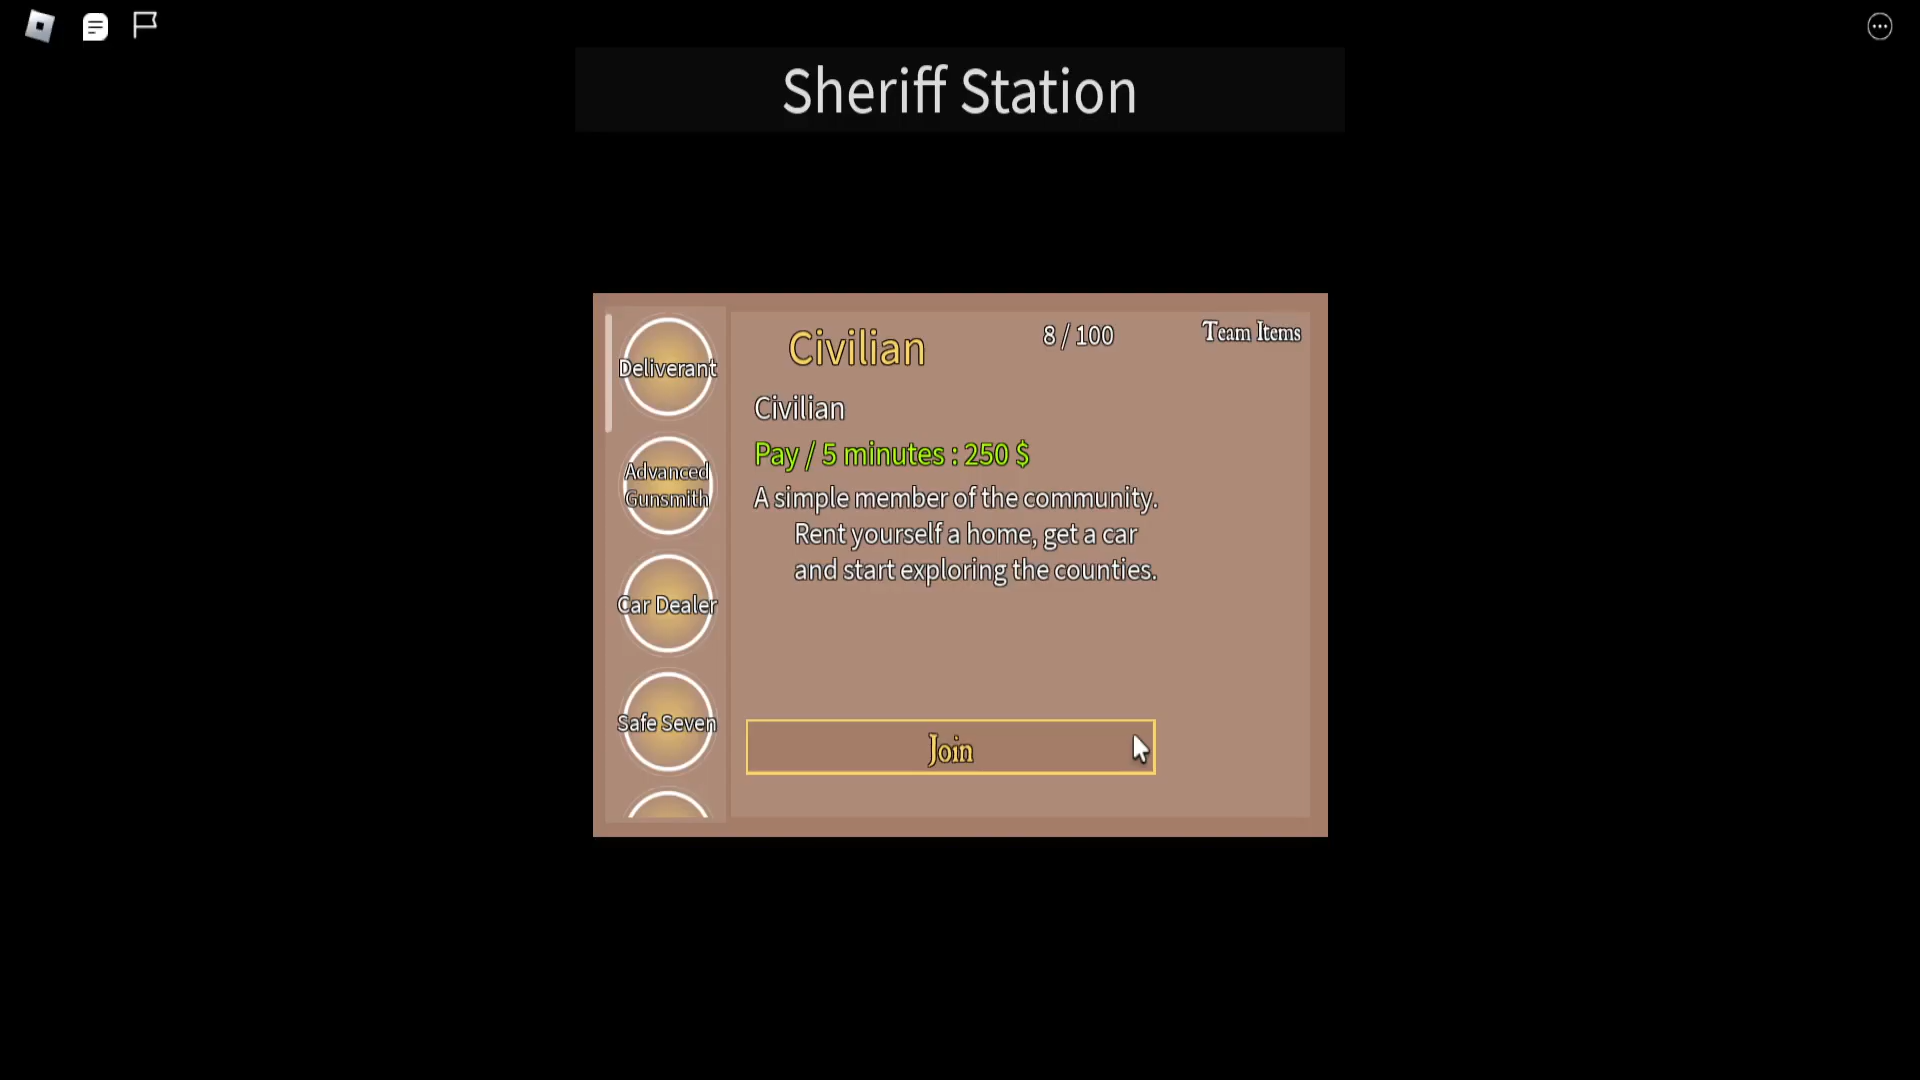 Sheriff Station
Deliverant
Advanced
Gunsmith
Car Dealer
Safe Seven
Civilian
8 / 100
Team Items
Civilian
Pay / 5 minutes : 250 $
A simple member of the community.
Rent yourself a home, get a car
and start exploring the counties.
Join